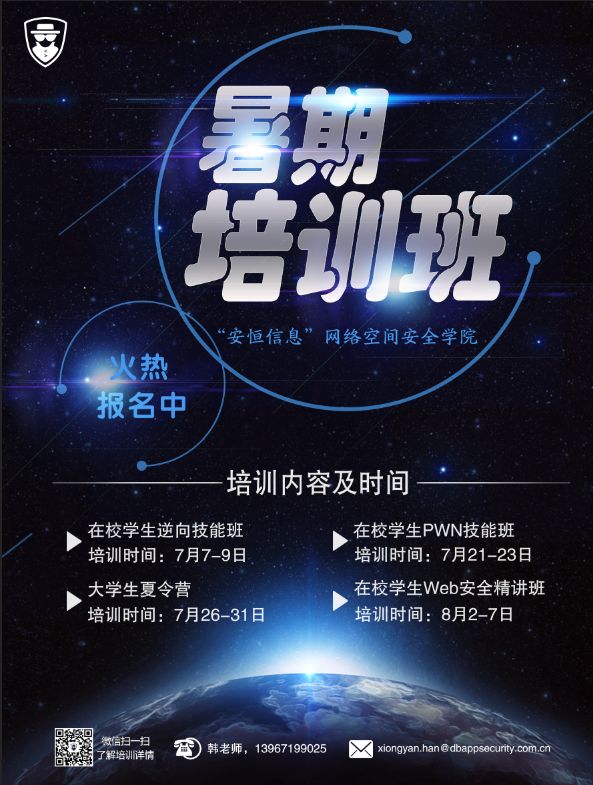 暑期
培训班
“安恒信息”网络空间安全学院
火热
报名中
培训内容及时间
在校学生逆向技能班
培训时间：7月7-9日
在校学生PWN技能班
培训时间：7月21-23日
大学生夏令营
培训时间：7月26-31日
在校学生Web安全精讲班
培训时间：8月2-7日
微信扫一扫
了解培训详情
韩老师，13967199025
xiongyan.han@dbappsecurity.com.cn